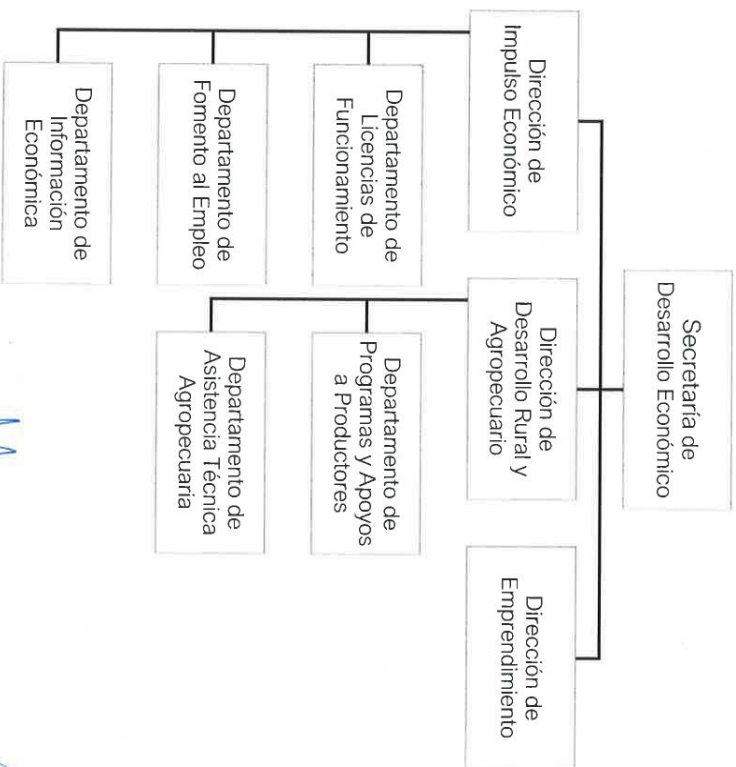 Secretaría de
Desarrollo Económico
Dirección de
Impulso Económico
Dirección de
Desarrollo Rural y
Agropecuario
Dirección de
Emprendimiento
Departamento de
Licencias de
Funcionamiento
Departamento de
Programas y Apoyos
a Productores
Departamento de
Fomento al Empleo
Departamento de
Asistencia Técnica
Agropecuaria
Departamento de
Información
Económica